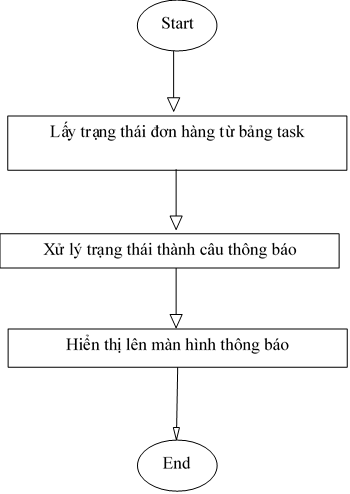 Start
Lấy trạng thái đơn hàng từ bảng task
Xử lý trạng thái thành câu thông báo
Hiển thị lên màn hình thông báo
End